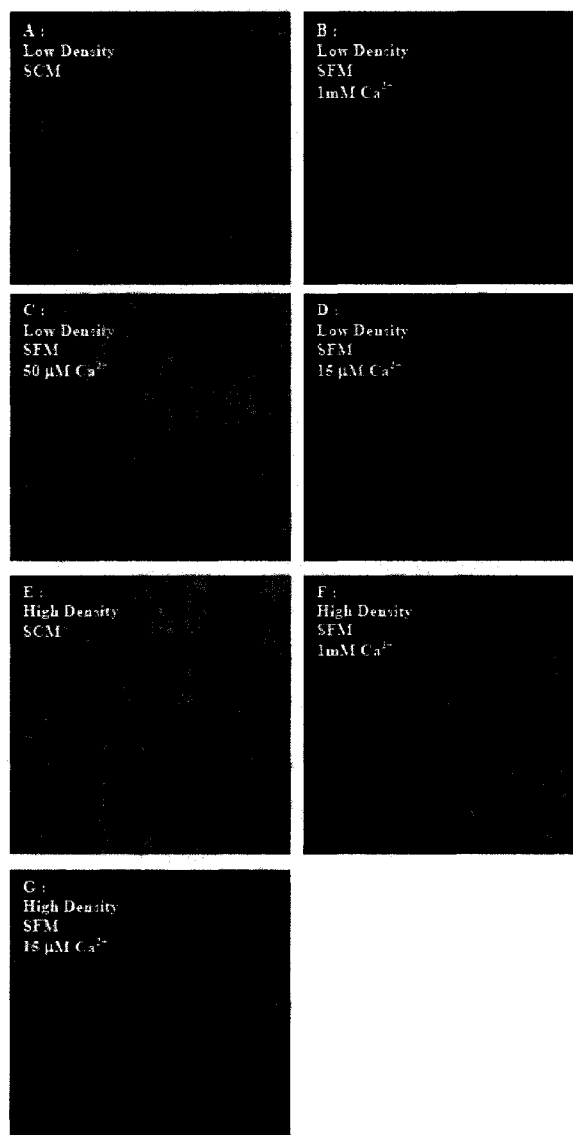 A :
Low Density
SCM
B :
Low Density
SFM
1mM Ca²⁺
C :
Low Density
SFM
50 µM Ca²⁺
D :
Low Density
SFM
15 µM Ca²⁺
E :
High Density
SCM
F :
High Density
SFM
1mM Ca²⁺
G :
High Density
SFM
15 µM Ca²⁺